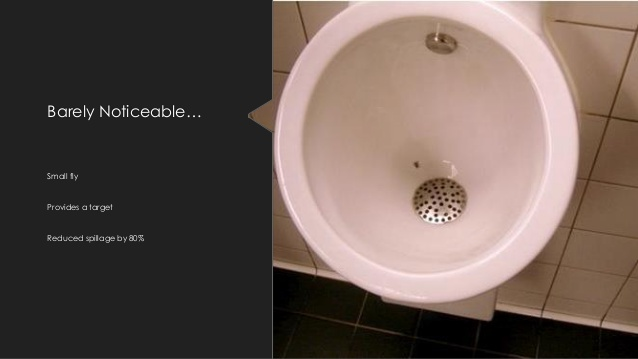 Barely Noticeable…
Small fly
Provides a target
Reduced spillage by 80%